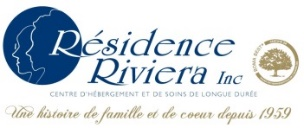 Résidence
Riviera Inc
CENTRE D'HÉBERGEMENT ET DE SOINS DE LONGUE DURÉE
Une histoire de famille et de coeur depuis 1959